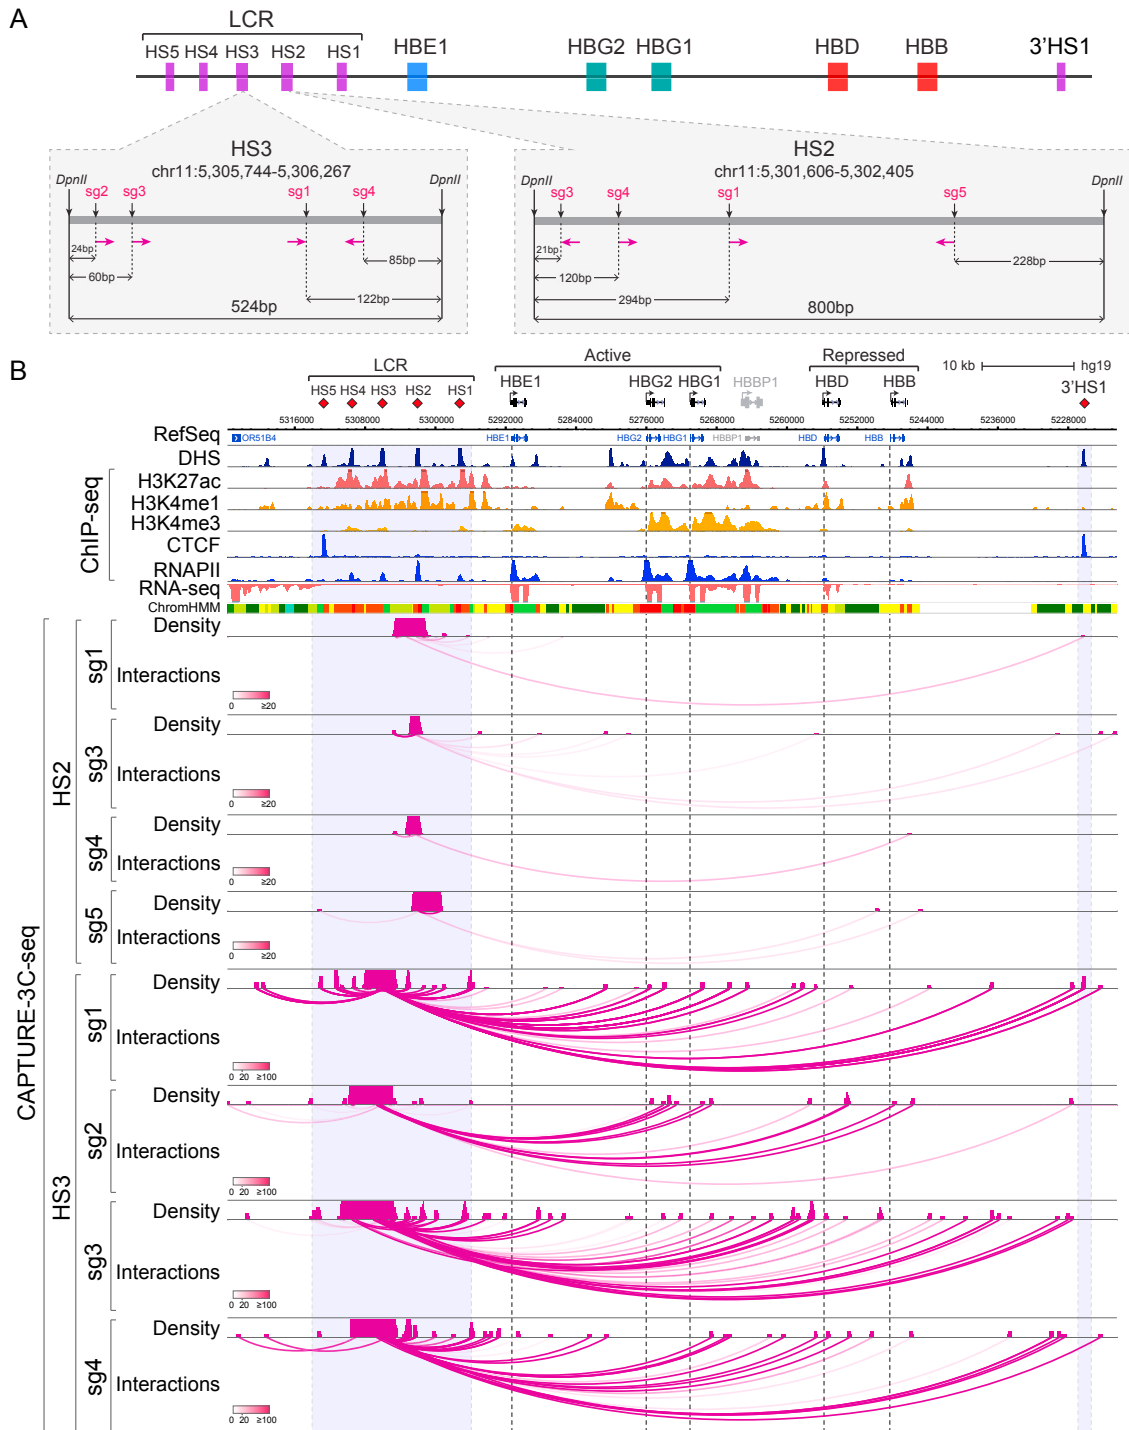 A
LCR
HS5 HS4 HS3 HS2 HS1 HBE1 HBG2 HBG1 HBD HBB 3'HS1
HS3
chr11:5,305,744-5,306,267
DpnII DpnII
sg2 sg3 sg1 sg4
24bp
60bp
85bp
122bp
524bp
HS2
chr11:5,301,606-5,302,405
DpnII DpnII
sg3 sg4 sg1 sg5
21bp
120bp
228bp
294bp
800bp
B
LCR Active Repressed 10 kb hg19
HS5 HS4 HS3 HS2 HS1 HBE1 HBG2 HBG1 HBBP1 HBD HBB 3'HS1
5316000 5308000 5300000 5292000 5284000 5276000 5268000 5260000 5252000 5244000 5236000 5228000
RefSeq OR51B4 HBE1 HBG2 HBG1 HBBP1 HBD HBB
DHS
ChIP-seq
H3K27ac
H3K4me1
H3K4me3
CTCF
RNAPII
RNA-seq
ChromHMM
CAPTURE-3C-seq
HS2
sg1
Density
Interactions
0 ≥20
sg3
Density
Interactions
0 ≥20
sg4
Density
Interactions
0 ≥20
sg5
Density
Interactions
0 ≥20
HS3
sg1
Density
Interactions
0 20 ≥100
sg2
Density
Interactions
0 20 ≥100
sg3
Density
Interactions
0 20 ≥100
sg4
Density
Interactions
0 20 ≥100